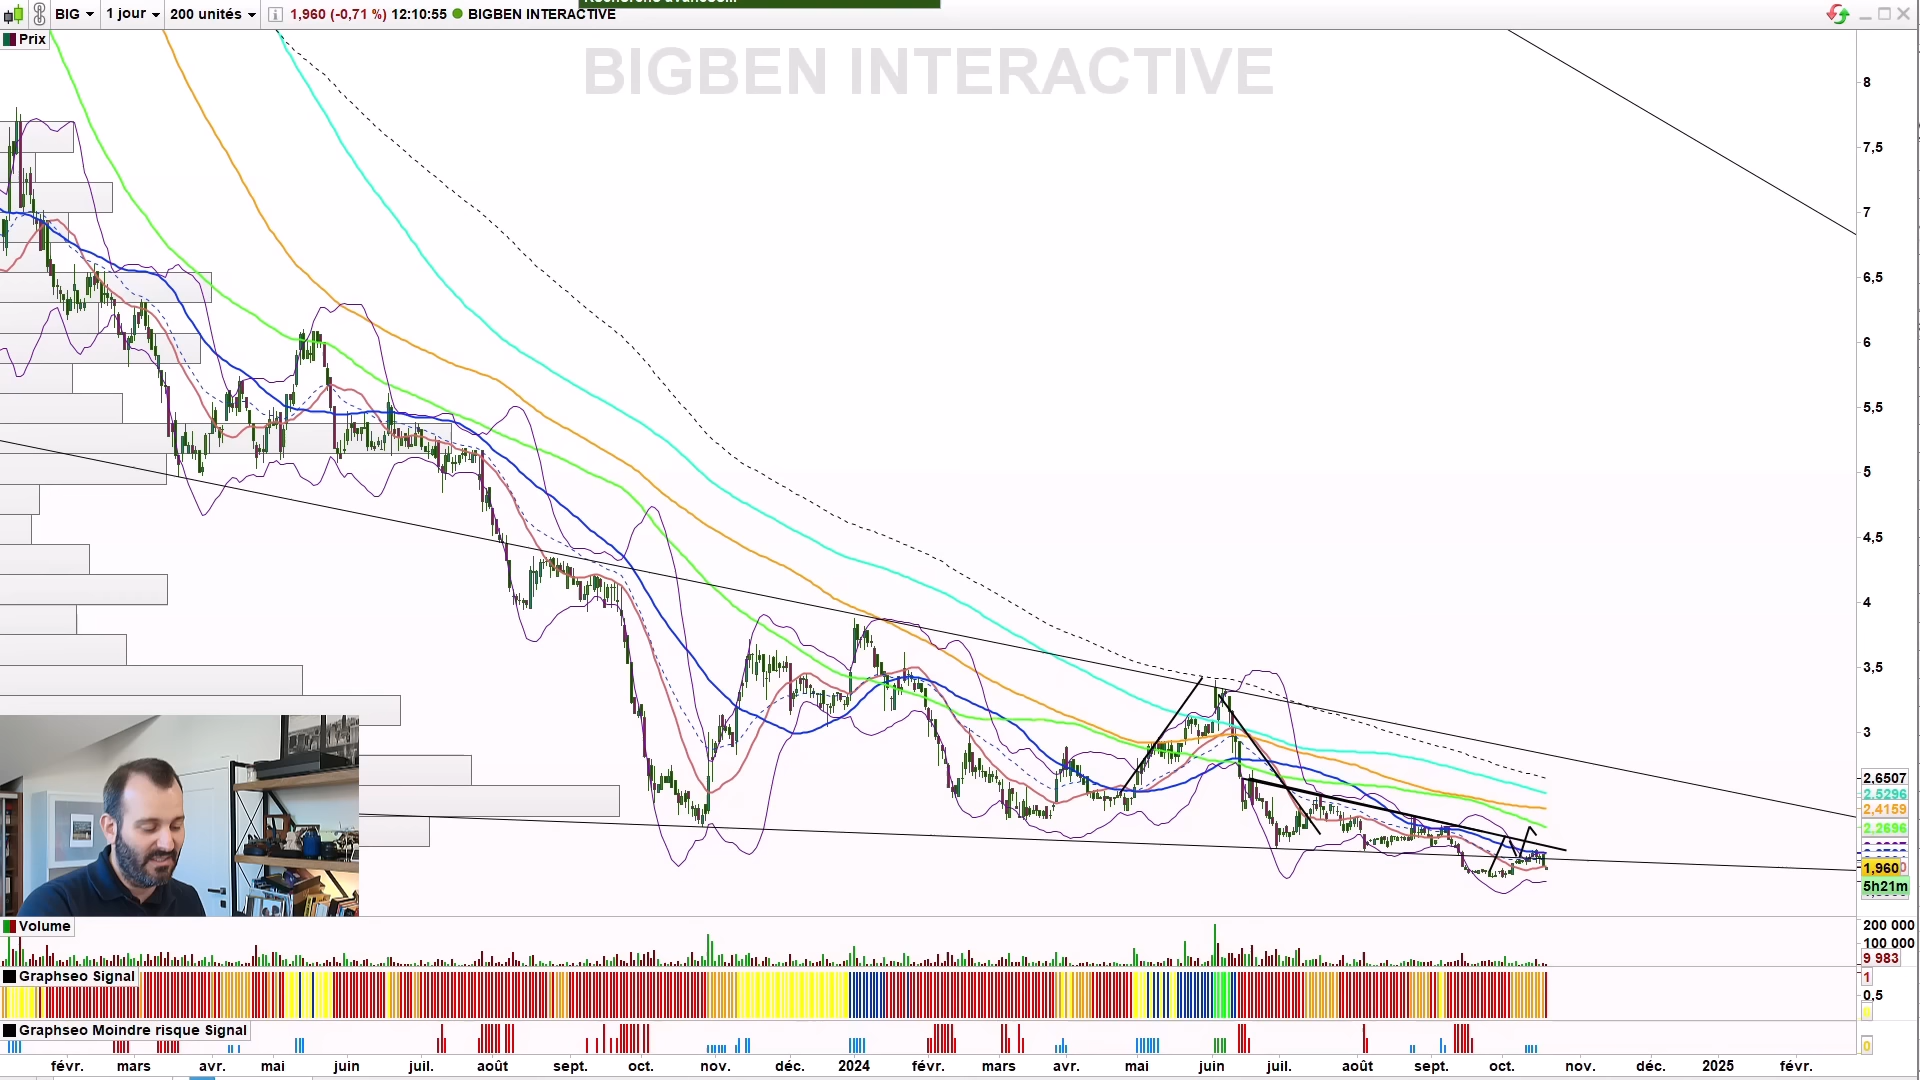 BIG
1 jour
200 unités
1,960 (-0,71 %) 12:10:55
BIGBEN INTERACTIVE
Prix
BIGBEN INTERACTIVE
8
7,5
7
6,5
6
5,5
5
4,5
4
3,5
3
2,6507
2,5296
2,4159
2,2696
1,960
5h21m
Volume
200 000
100 000
9 983
Graphseo Signal
1
0,5
Graphseo Moindre risque Signal
0
févr. mars avr. mai juin juil. août sept. oct. nov. déc. 2024 févr. mars avr. mai juin juil. août sept. oct. nov. déc. 2025 févr.